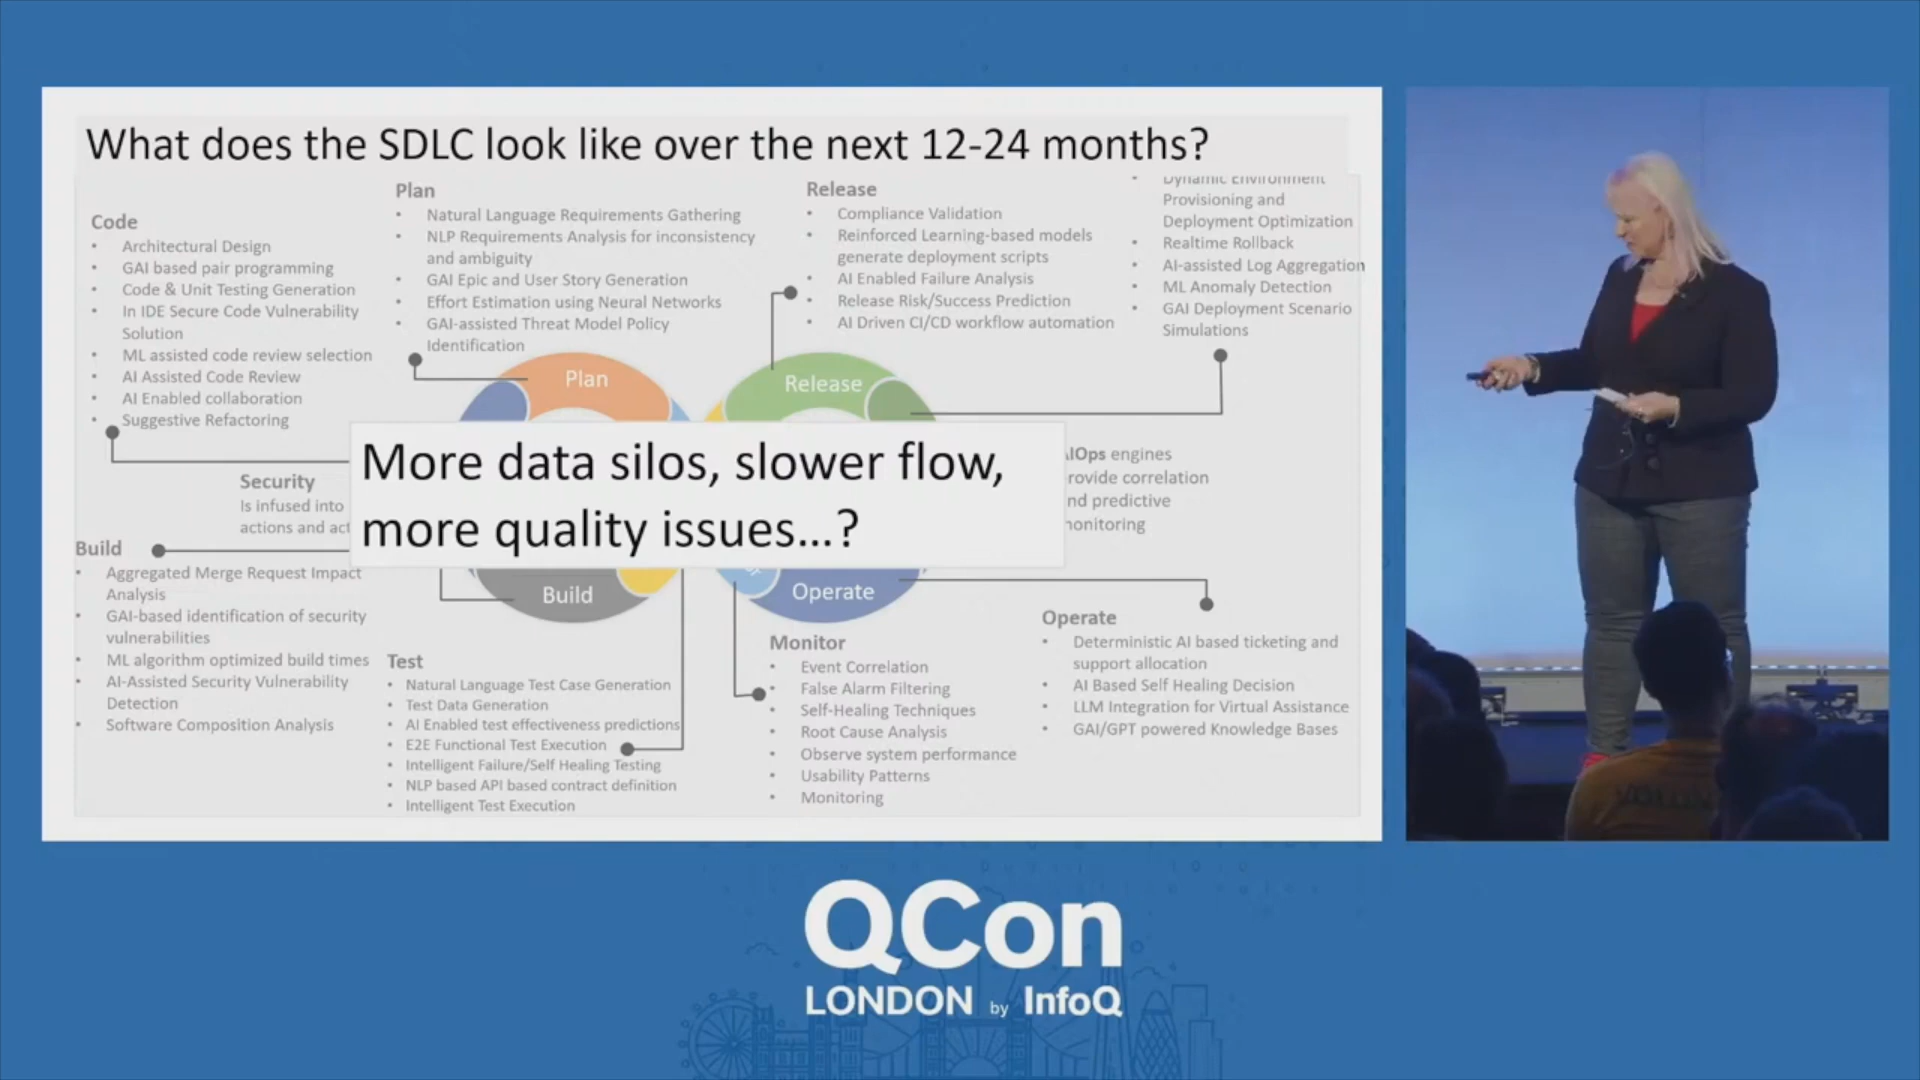 What does the SDLC look like over the next 12-24 months?
Code
• Architectural Design
• GAI based pair programming
• Code & Unit Testing Generation
• In IDE Secure Code Vulnerability
Solution
• ML assisted code review selection
• AI Assisted Code Review
• AI Enabled collaboration
• Suggestive Refactoring
Plan
• Natural Language Requirements Gathering
• NLP Requirements Analysis for inconsistency
and ambiguity
• GAI Epic and User Story Generation
• Effort Estimation using Neural Networks
• GAI-assisted Threat Model Policy
Identification
Release
• Compliance Validation
• Reinforced Learning-based models
generate deployment scripts
• AI Enabled Failure Analysis
• Release Risk/Success Prediction
• AI Driven CI/CD workflow automation
• Dynamic Environment
Provisioning and
Deployment Optimization
• Realtime Rollback
• AI-assisted Log Aggregation
• ML Anomaly Detection
• GAI Deployment Scenario
Simulations
Plan
Release
More data silos, slower flow,
more quality issues...?
Security
Is infused into
actions and
AIOps engines
provide correlation
and predictive
monitoring
Build
• Aggregated Merge Request Impact
Analysis
• GAI-based identification of security
vulnerabilities
• ML algorithm optimized build times
• AI-Assisted Security Vulnerability
Detection
• Software Composition Analysis
Build
Operate
Test
• Natural Language Test Case Generation
• Test Data Generation
• AI Enabled test effectiveness predictions
• E2E Functional Test Execution
• Intelligent Failure/Self Healing Testing
• NLP based API based contract definition
• Intelligent Test Execution
Monitor
• Event Correlation
• False Alarm Filtering
• Self-Healing Techniques
• Root Cause Analysis
• Observe system performance
• Usability Patterns
• Monitoring
Operate
• Deterministic AI based ticketing and
support allocation
• AI Based Self Healing Decision
• LLM Integration for Virtual Assistance
• GAI/GPT powered Knowledge Bases
QCon
LONDON by InfoQ